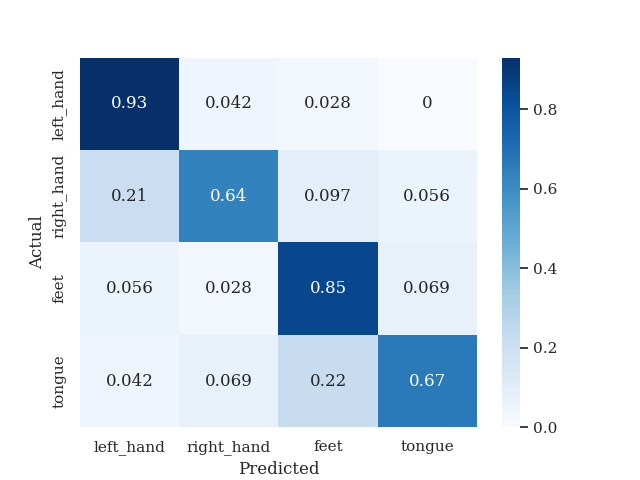 Actual
left_hand
0.93 0.042 0.028 0
right_hand
0.21 0.64 0.097 0.056
feet
0.056 0.028 0.85 0.069
tongue
0.042 0.069 0.22 0.67
left_hand right_hand feet tongue
Predicted
0.8
0.6
0.4
0.2
0.0